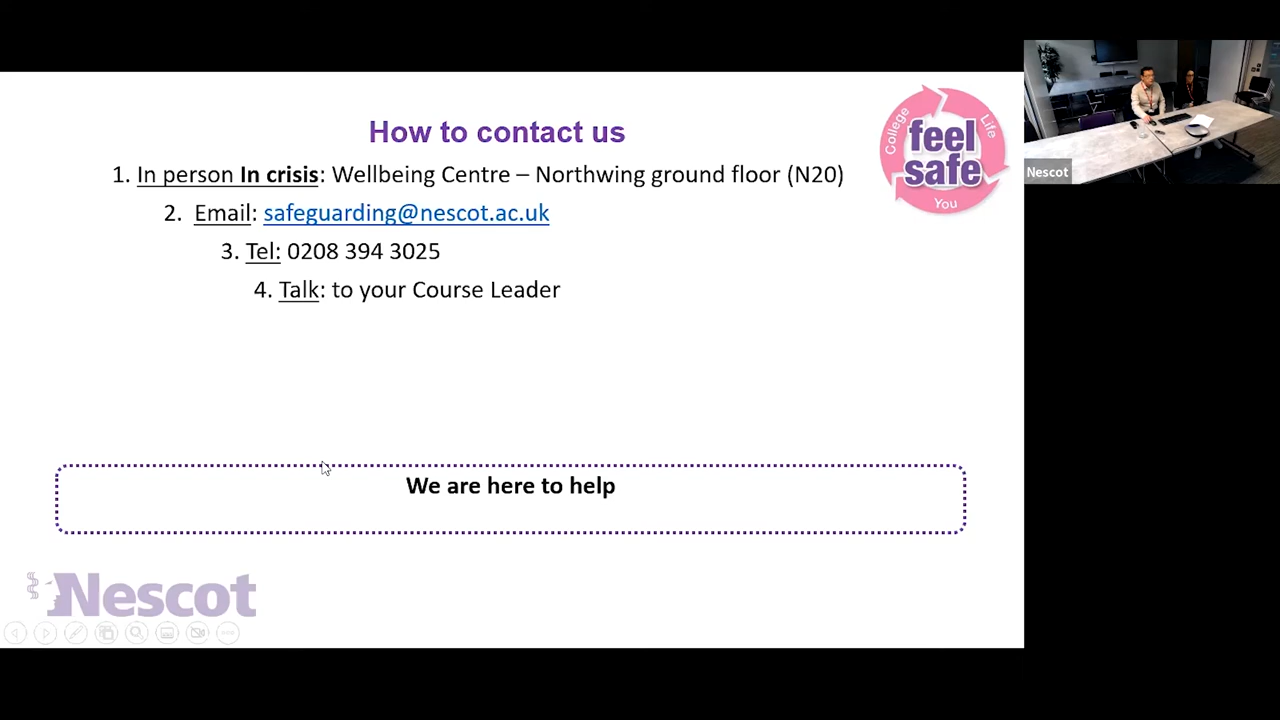 How to contact us
1. In person In crisis: Wellbeing Centre – Northwing ground floor (N20)
2. Email: safeguarding@nescot.ac.uk
3. Tel: 0208 394 3025
4. Talk: to your Course Leader
College
Life
feel
safe
You
Nescot
We are here to help
Nescot